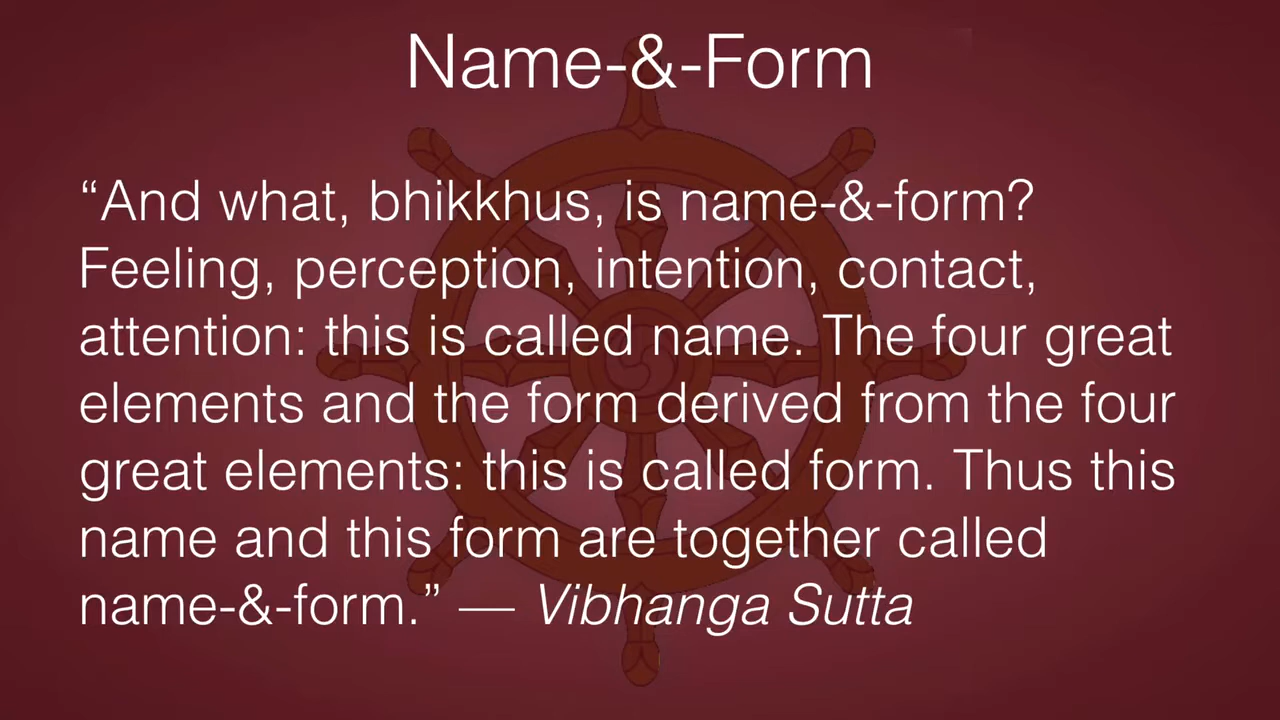 Name-&-Form
“And what, bhikkhus, is name-&-form?
Feeling, perception, intention, contact,
attention: this is called name. The four great
elements and the form derived from the four
great elements: this is called form. Thus this
name and this form are together called
name-&-form.” — Vibhanga Sutta